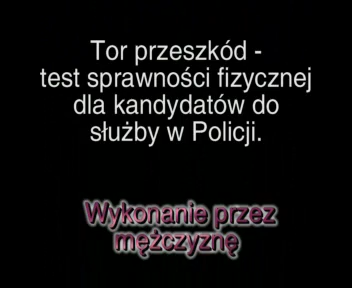 Tor przeszkód -
test sprawności fizycznej
dla kandydatów do
służby w Policji.
Wykonanie przez
mężczyznę